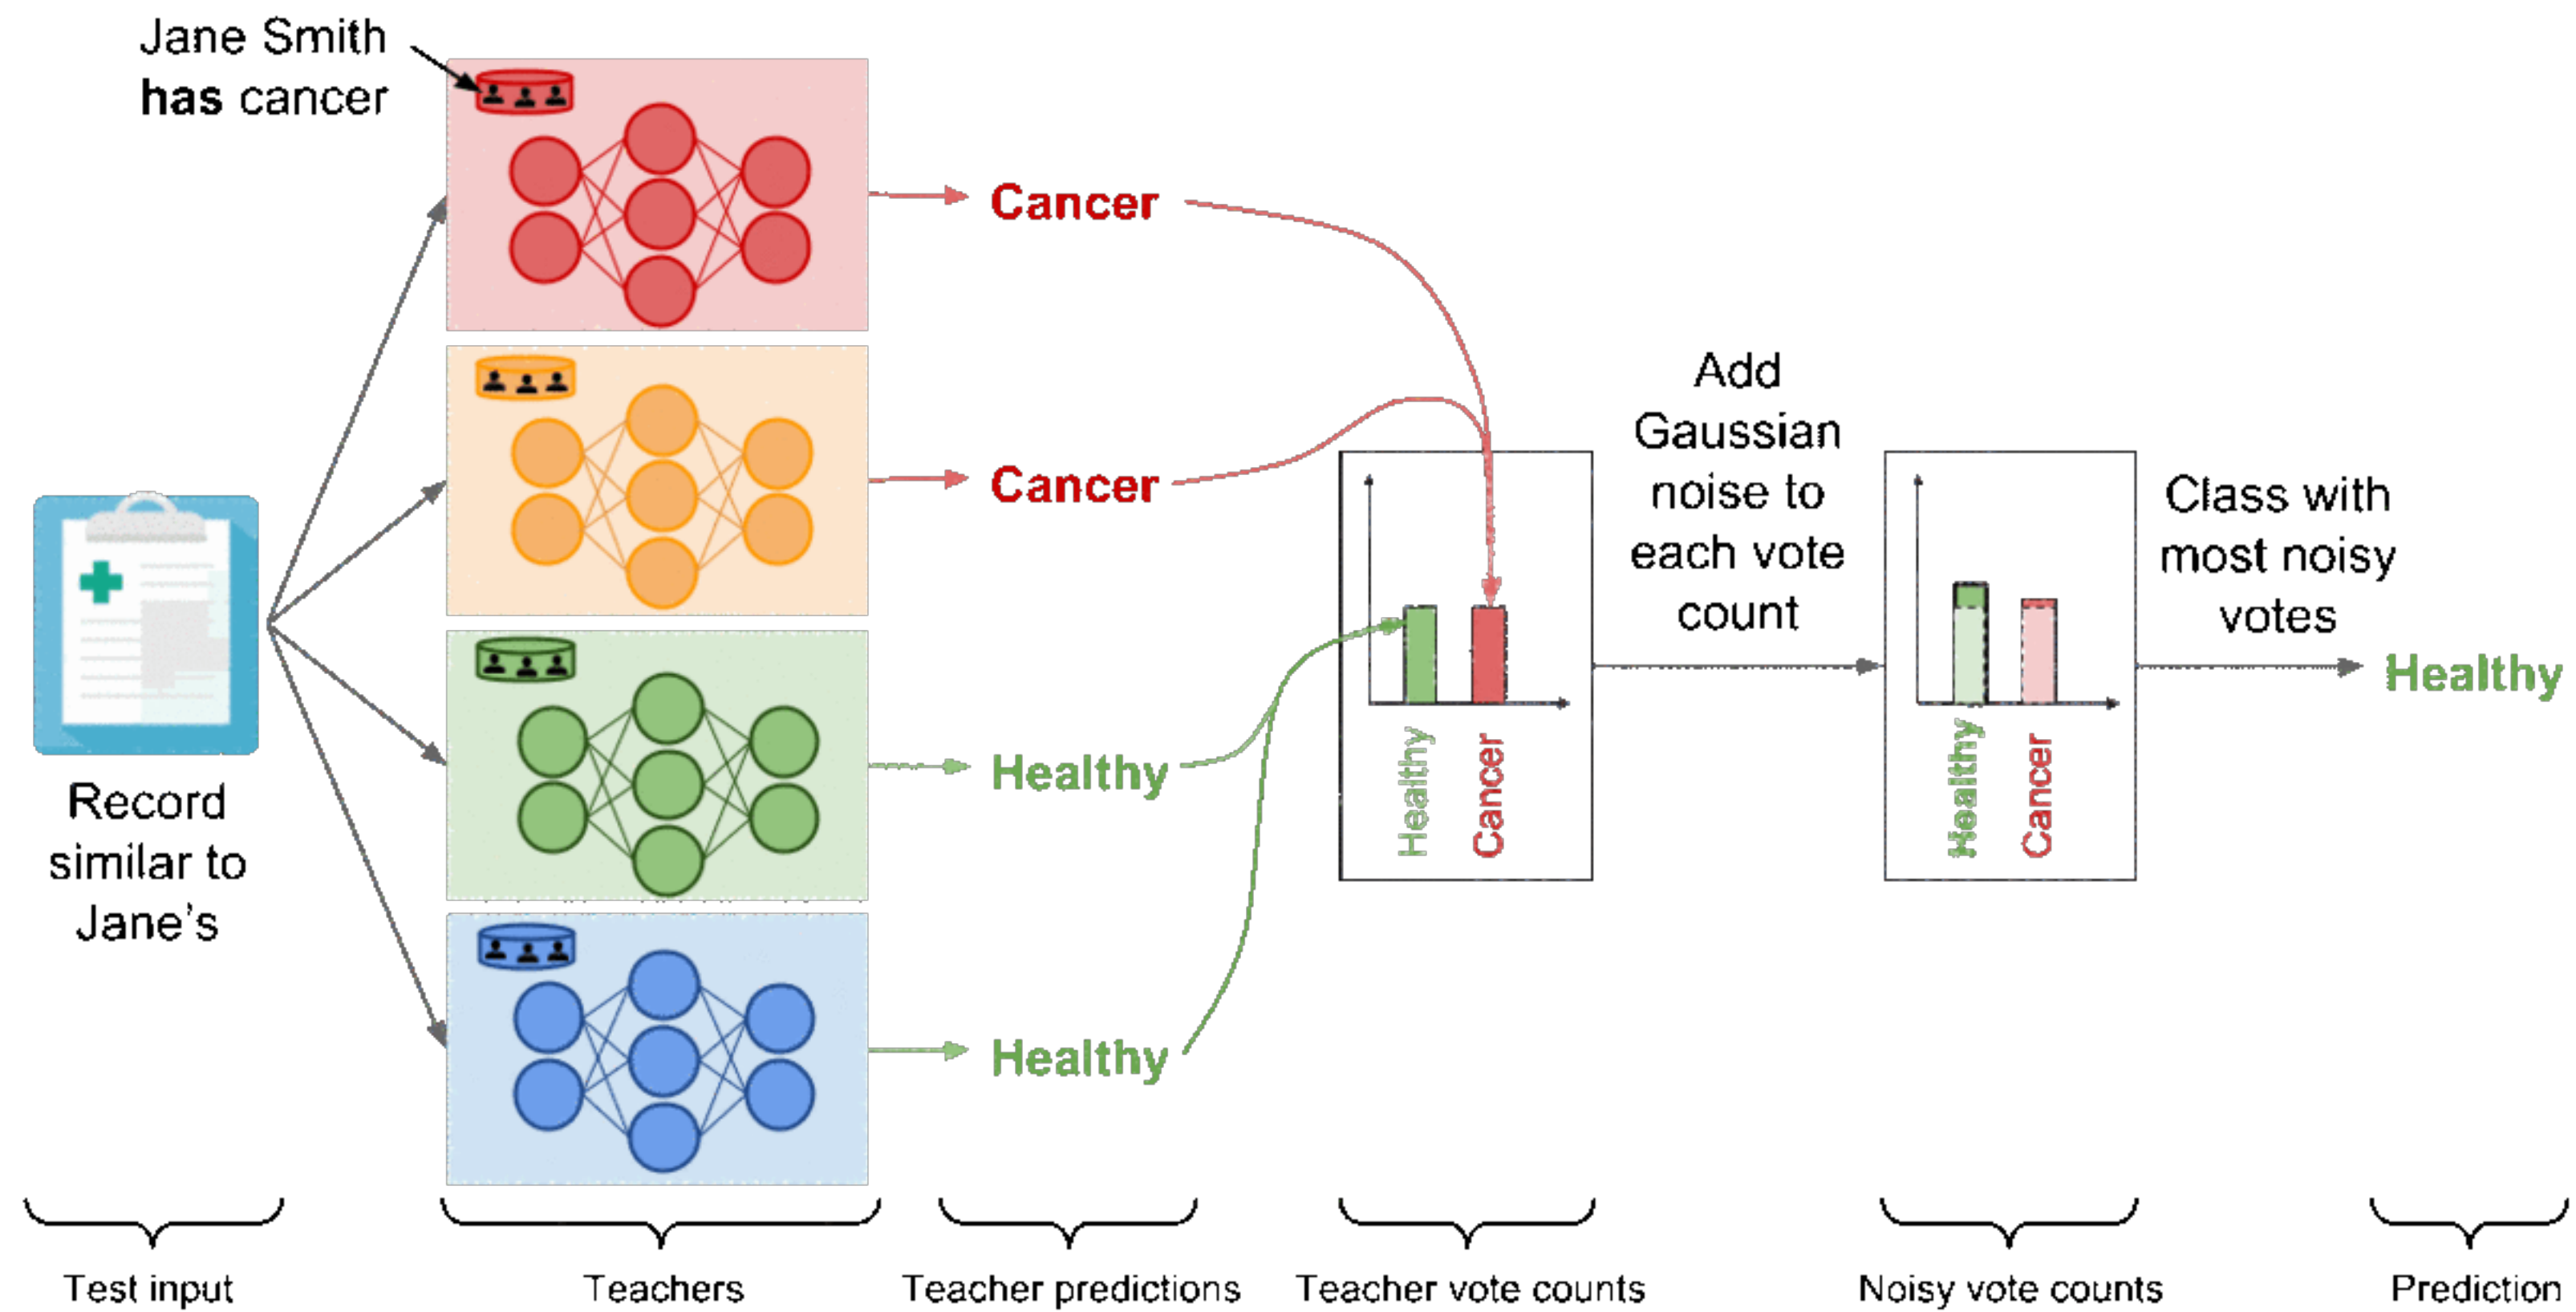 Jane Smith
has cancer
Record
similar to
Jane's
Cancer
Cancer
Healthy
Healthy
Healthy
Cancer
Add
Gaussian
noise to
each vote
count
Healthy
Cancer
Class with
most noisy
votes
Healthy
Test input
Teachers
Teacher predictions
Teacher vote counts
Noisy vote counts
Prediction